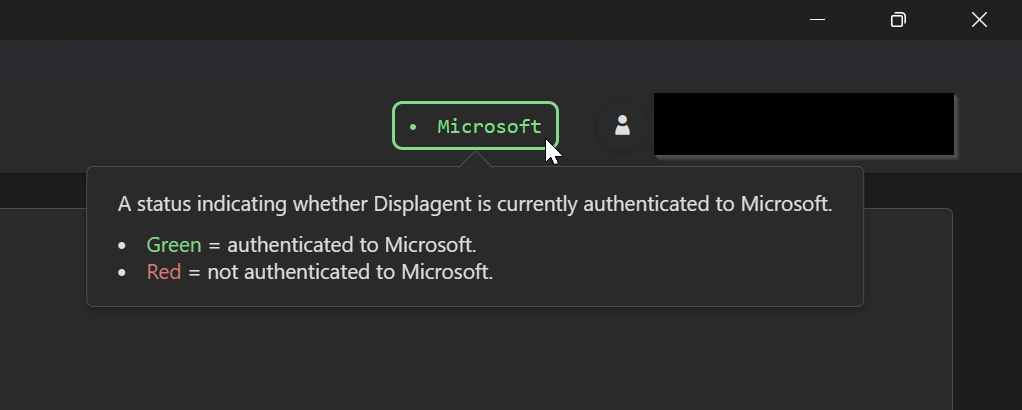 • Microsoft
A status indicating whether Displagent is currently authenticated to Microsoft.
• Green = authenticated to Microsoft.
• Red = not authenticated to Microsoft.